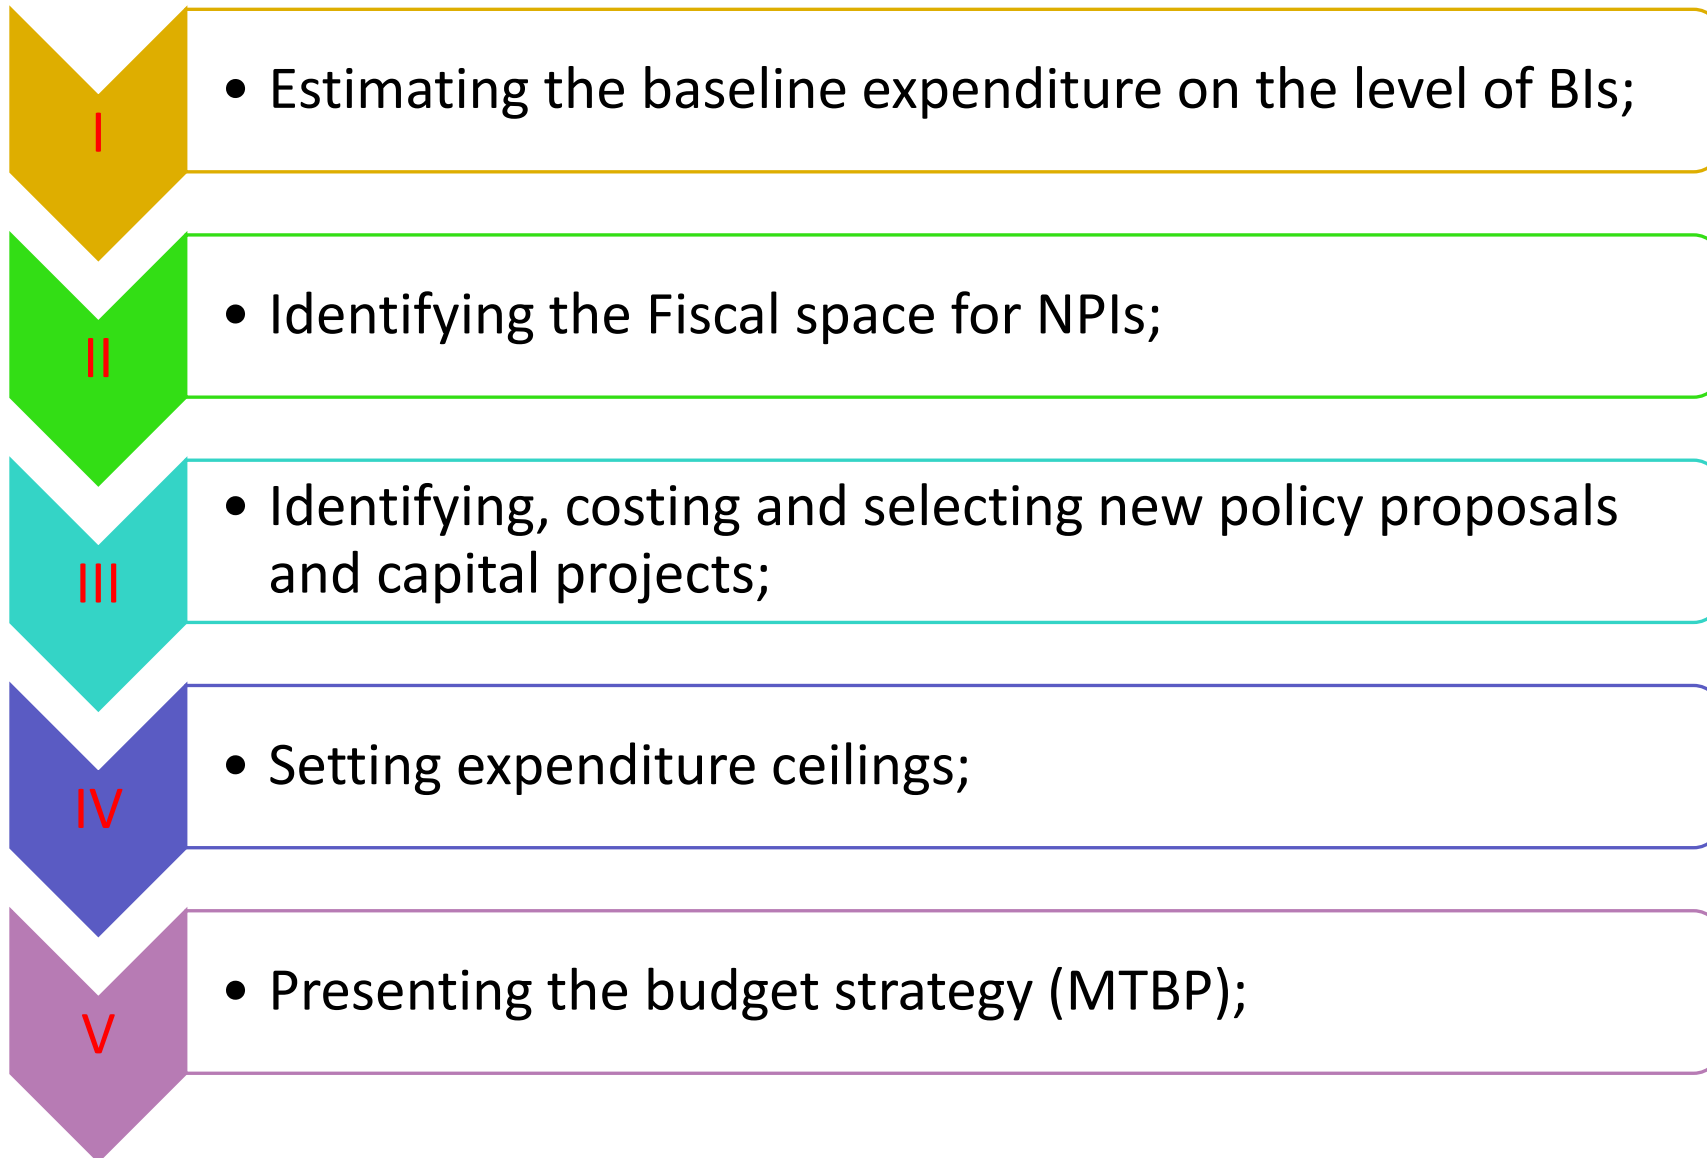 I
• Estimating the baseline expenditure on the level of BIs;
II
• Identifying the Fiscal space for NPIs;
III
• Identifying, costing and selecting new policy proposals
and capital projects;
IV
• Setting expenditure ceilings;
V
• Presenting the budget strategy (MTBP);